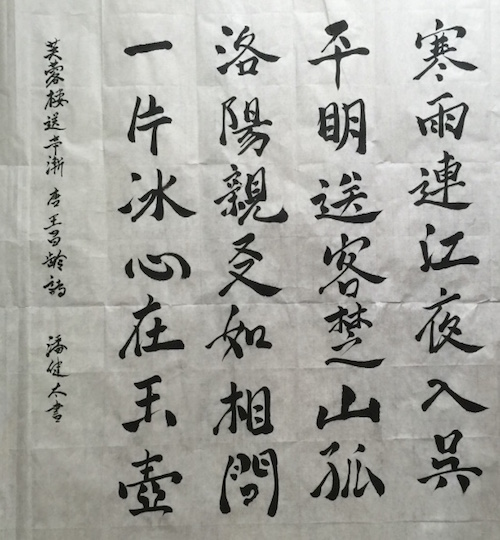 寒雨連江夜入吳
平明送客楚山孤
洛陽親友如相問
一片冰心在玉壺
芙蓉楼送辛漸 唐王昌齡詩 潘健太書